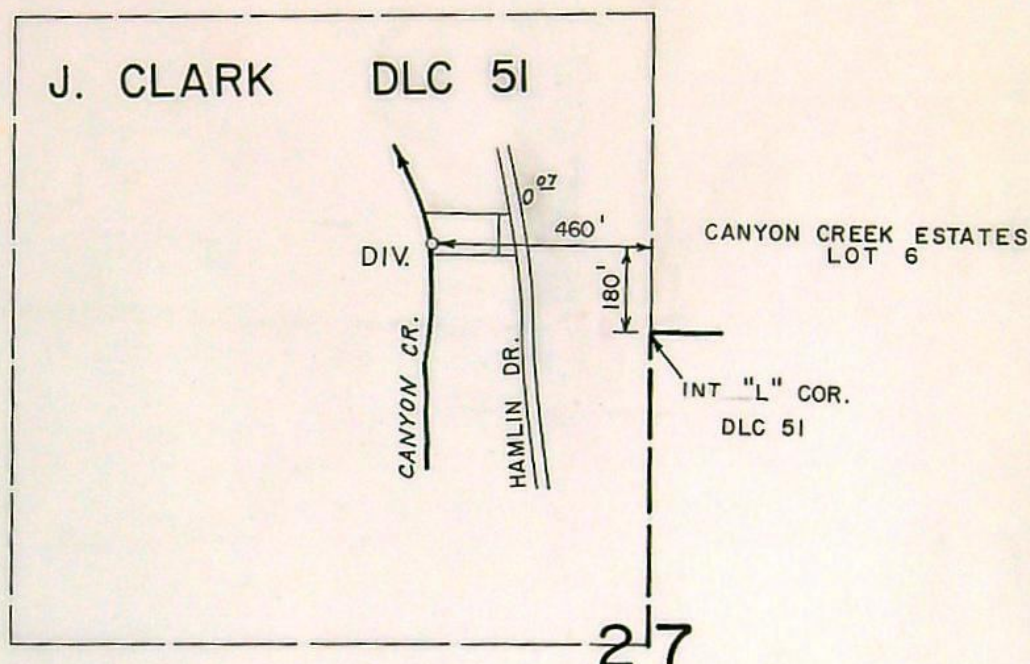 J. CLARK DLC 51
0 07
460'
CANYON CREEK ESTATES
LOT 6
DIV.
180'
CANYON CR.
HAMLIN DR.
INT "L" COR.
DLC 51
27